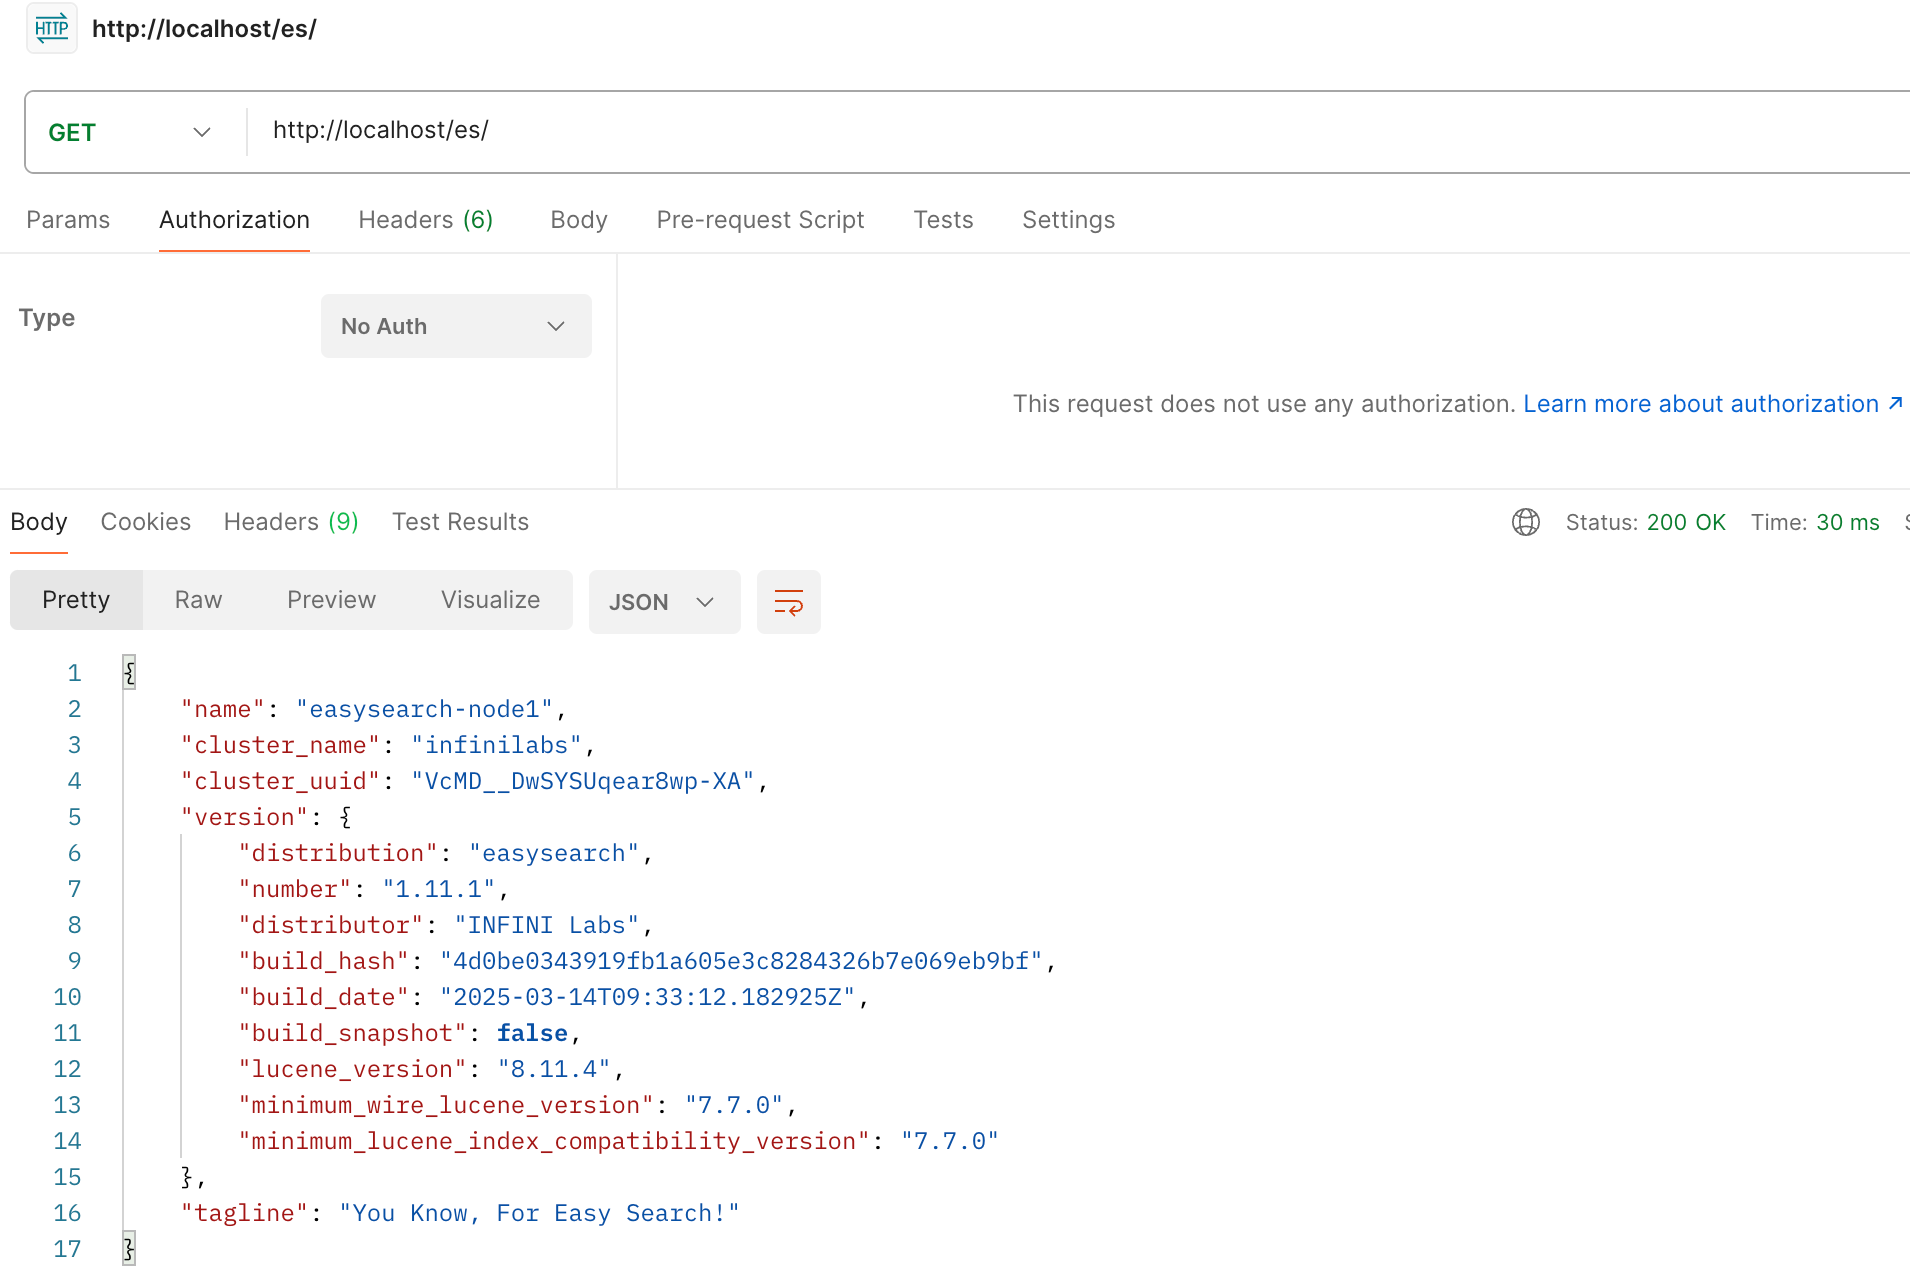 HTTP http://localhost/es/
GET http://localhost/es/
Params Authorization Headers (6) Body Pre-request Script Tests Settings
Type No Auth
This request does not use any authorization. Learn more about authorization ↗
Body Cookies Headers (9) Test Results Status: 200 OK Time: 30 ms
Pretty Raw Preview Visualize JSON
1 {
2 "name": "easysearch-node1",
3 "cluster_name": "infinilabs",
4 "cluster_uuid": "VcMD__DwSYSUqear8wp-XA",
5 "version": {
6 "distribution": "easysearch",
7 "number": "1.11.1",
8 "distributor": "INFINI Labs",
9 "build_hash": "4d0be0343919fb1a605e3c8284326b7e069eb9bf",
10 "build_date": "2025-03-14T09:33:12.182925Z",
11 "build_snapshot": false,
12 "lucene_version": "8.11.4",
13 "minimum_wire_lucene_version": "7.7.0",
14 "minimum_lucene_index_compatibility_version": "7.7.0"
15 },
16 "tagline": "You Know, For Easy Search!"
17 }